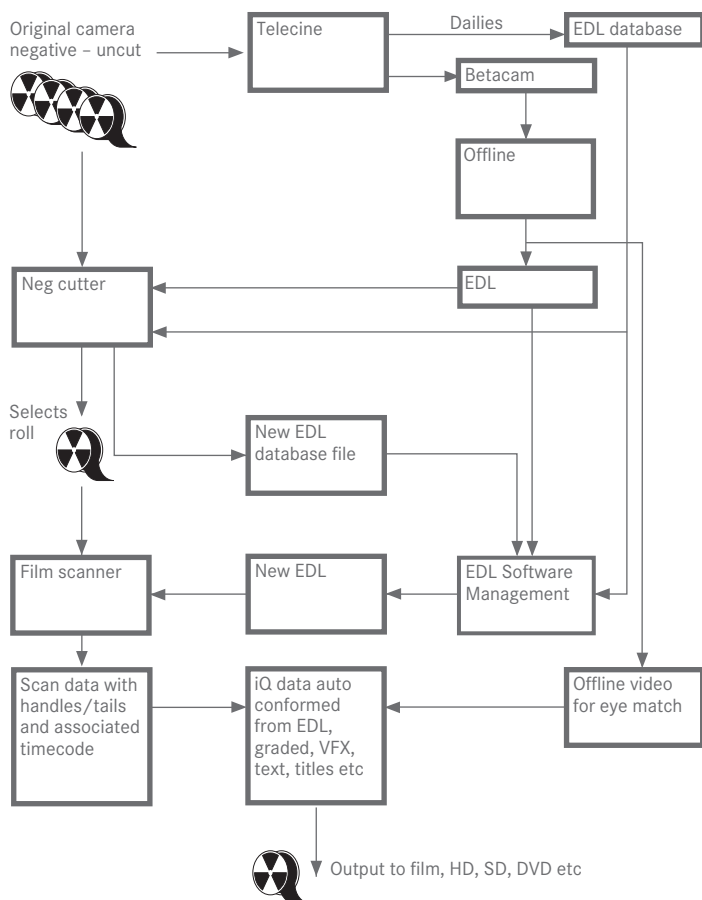 Original camera
negative – uncut
Telecine
Dailies
EDL database
Betacam
Offline
Neg cutter
EDL
Selects
roll
New EDL
database file
Film scanner
New EDL
EDL Software
Management
Scan data with
handles/tails
and associated
timecode
iQ data auto
conformed
from EDL,
graded, VFX,
text, titles etc
Offline video
for eye match
Output to film, HD, SD, DVD etc